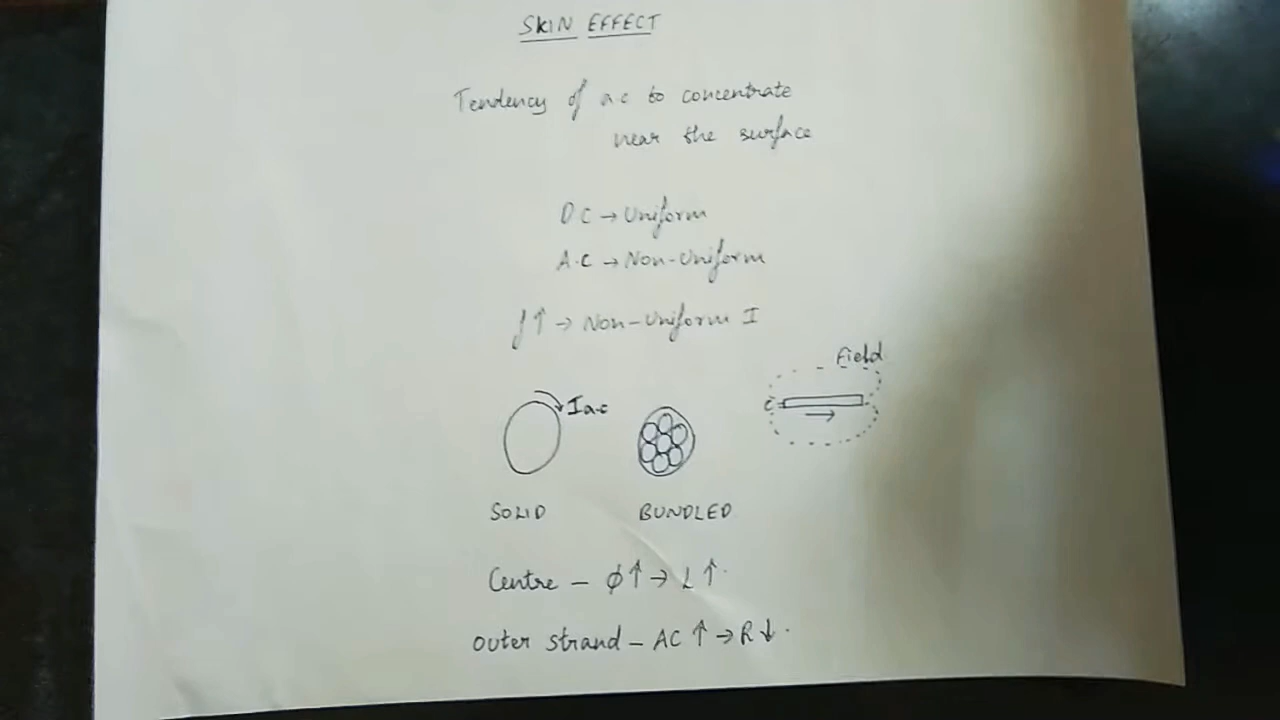 SKIN EFFECT
Tendency of ac to concentrate
near the surface
DC → Uniform
A.C → Non-Uniform
f↑ → Non-Uniform I
Field
Iac
SOLID
BUNDLED
Centre – ϕ↑ → L↑.
outer strand – AC ↑ → R↓.